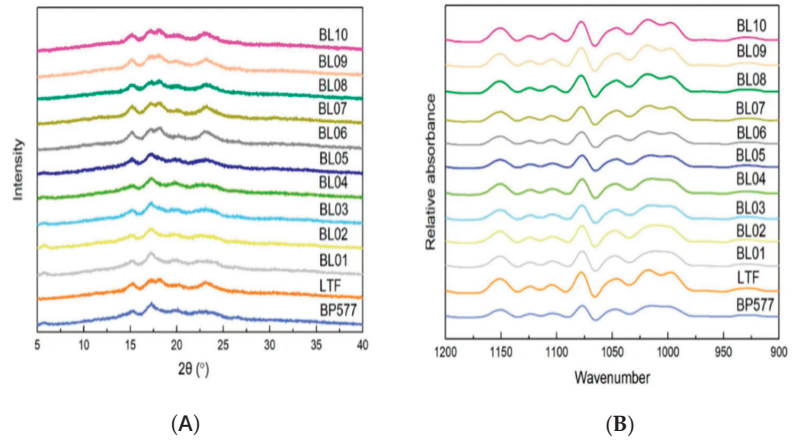 Intensity
BL10
BL09
BL08
BL07
BL06
BL05
BL04
BL03
BL02
BL01
LTF
BP577
5 10 15 20 25 30 35 40
2θ (°)
(A)
B)
Relative absorbance
BL10
BL09
BL08
BL07
BL06
BL05
BL04
BL03
BL02
BL01
LTF
BP577
1200 1150 1100 1050 1000 950 900
Wavenumber
(B)